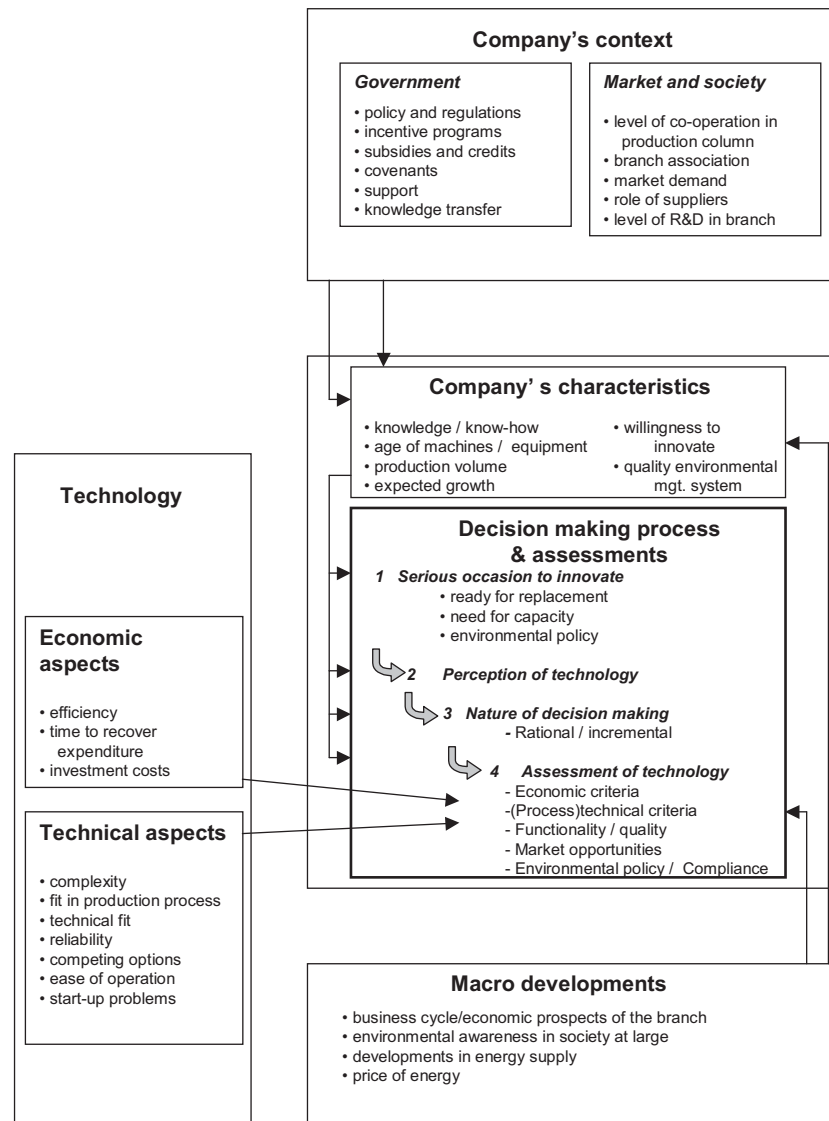 Company's context
Government
• policy and regulations
• incentive programs
• subsidies and credits
• covenants
• support
• knowledge transfer
Market and society
• level of co-operation in
production column
• branch association
• market demand
• role of suppliers
• level of R&D in branch
Company' s characteristics
• knowledge / know-how
• age of machines / equipment
• production volume
• expected growth
• willingness to
innovate
• quality environmental
mgt. system
Technology
Economic
aspects
• efficiency
• time to recover
expenditure
• investment costs
Technical aspects
• complexity
• fit in production process
• technical fit
• reliability
• competing options
• ease of operation
• start-up problems
Decision making process
& assessments
1 Serious occasion to innovate
• ready for replacement
• need for capacity
• environmental policy
2 Perception of technology
3 Nature of decision making
- Rational / incremental
4 Assessment of technology
- Economic criteria
-(Process)technical criteria
- Functionality / quality
- Market opportunities
- Environmental policy / Compliance
Macro developments
• business cycle/economic prospects of the branch
• environmental awareness in society at large
• developments in energy supply
• price of energy